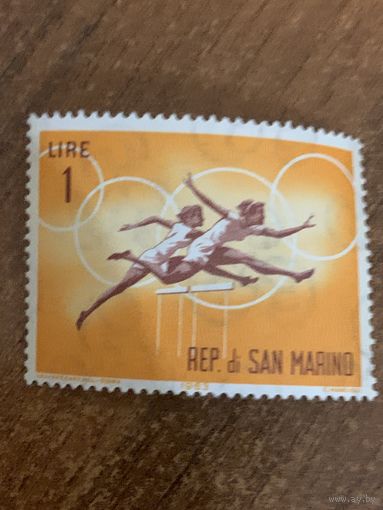 LIRE
1
REP. di SAN MARINO
1963
www.ay.by